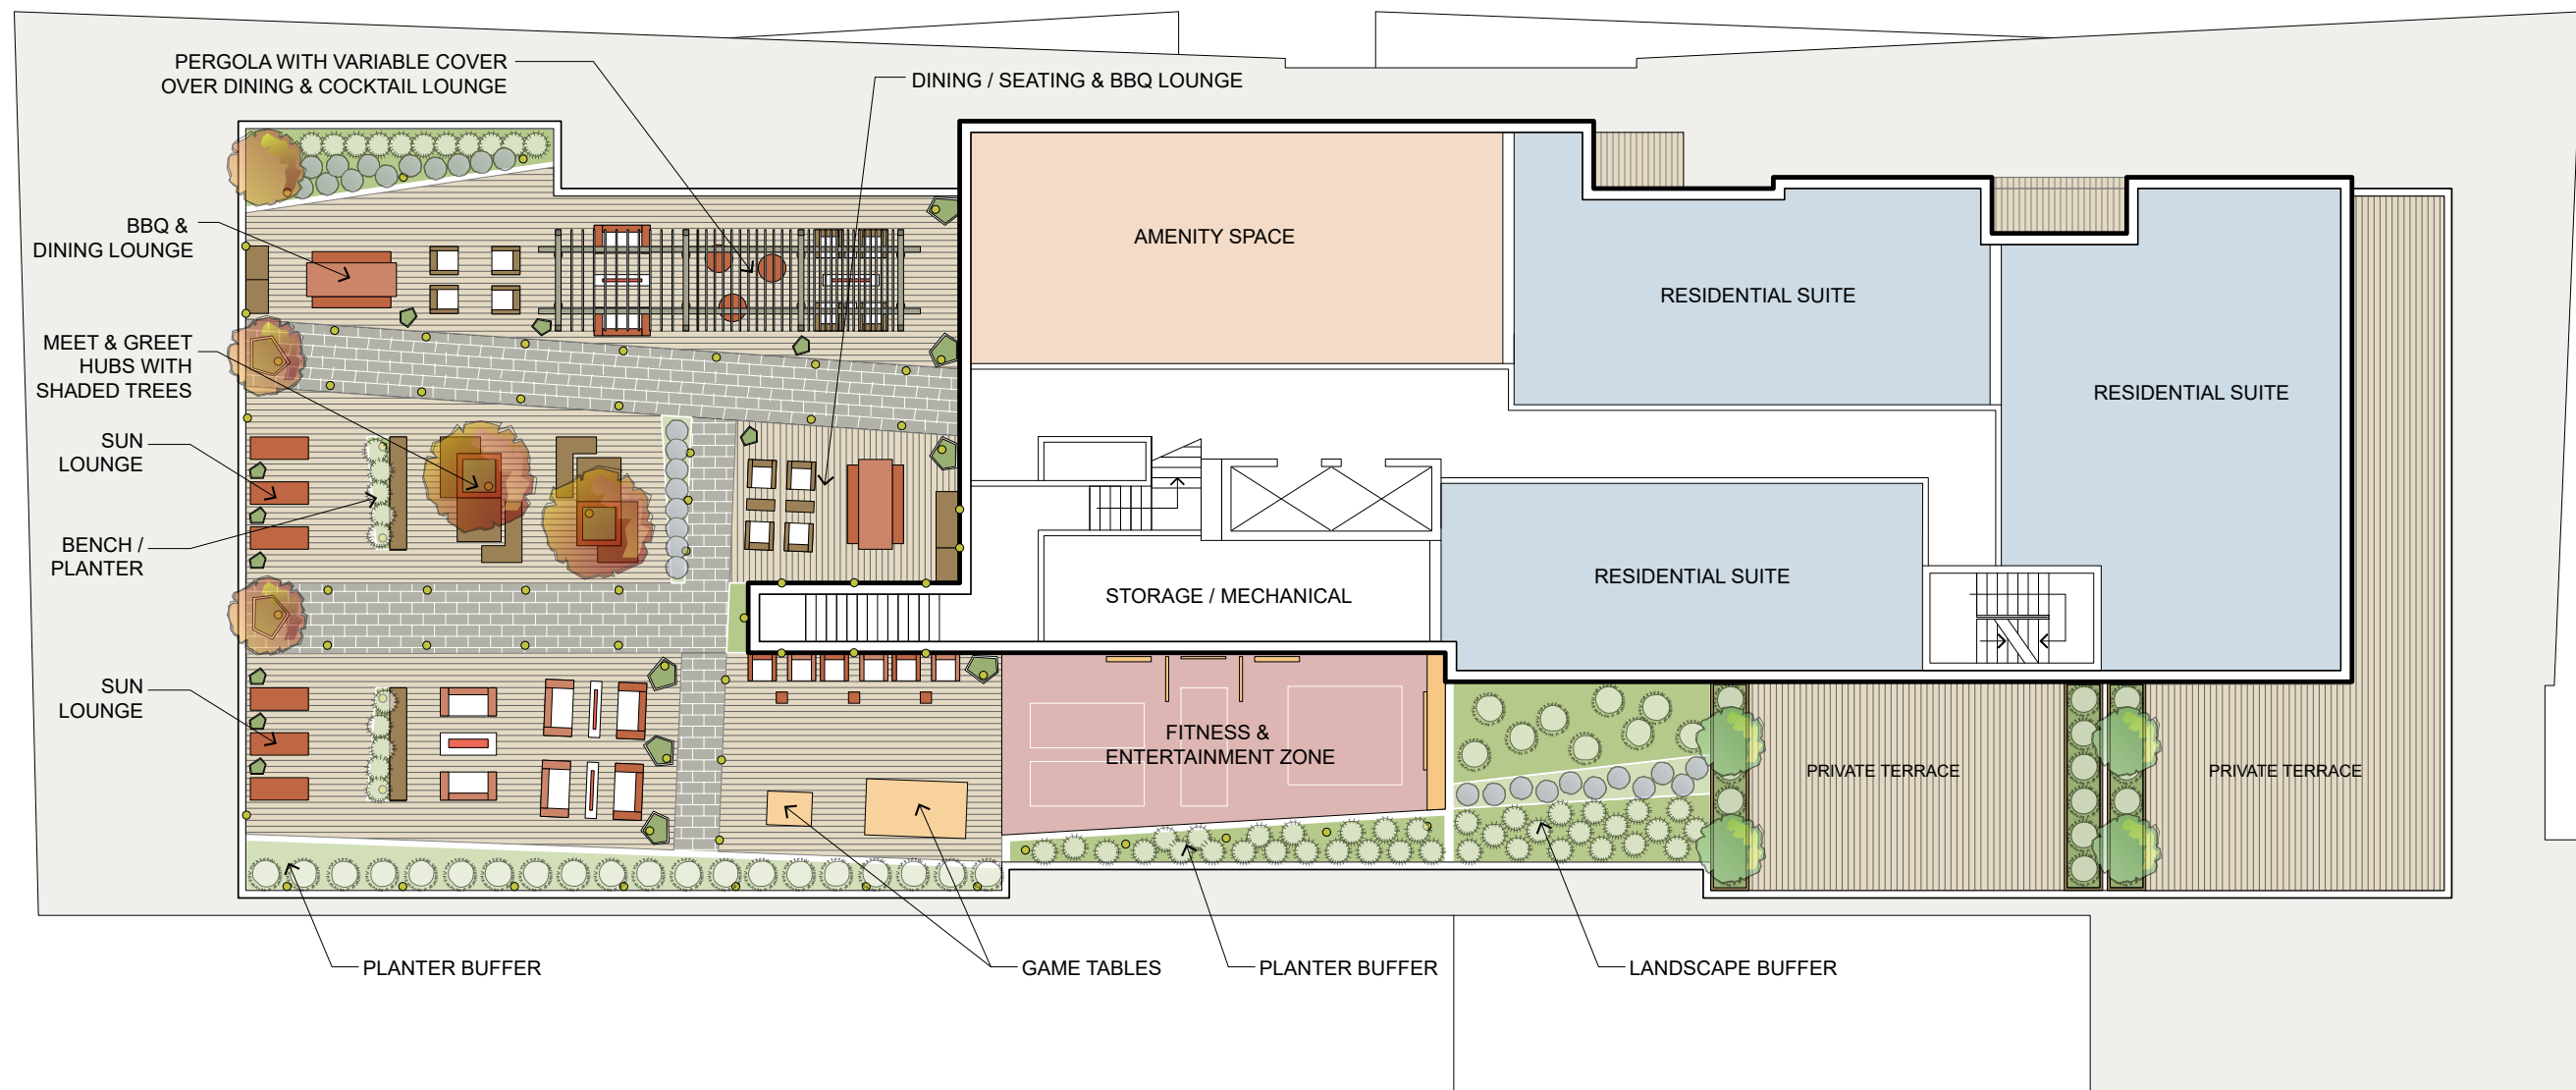 PERGOLA WITH VARIABLE COVER
OVER DINING & COCKTAIL LOUNGE
DINING / SEATING & BBQ LOUNGE
BBQ &
DINING LOUNGE
MEET & GREET
HUBS WITH
SHADED TREES
SUN
LOUNGE
BENCH /
PLANTER
SUN
LOUNGE
AMENITY SPACE
RESIDENTIAL SUITE
RESIDENTIAL SUITE
RESIDENTIAL SUITE
STORAGE / MECHANICAL
FITNESS &
ENTERTAINMENT ZONE
PRIVATE TERRACE
PRIVATE TERRACE
PLANTER BUFFER
GAME TABLES
PLANTER BUFFER
LANDSCAPE BUFFER